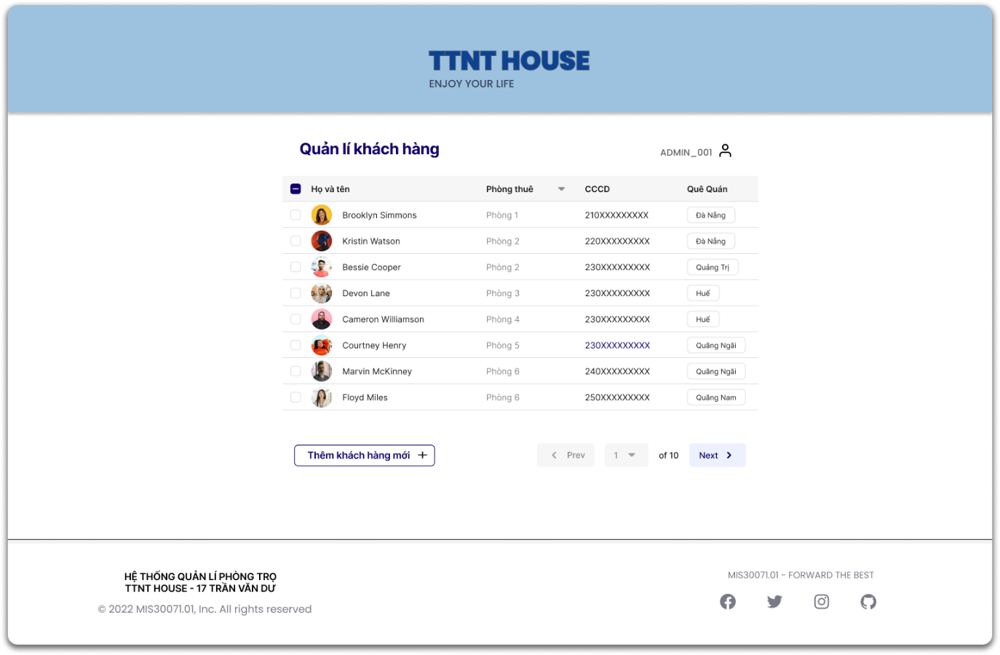 TTNT HOUSE
ENJOY YOUR LIFE
Quản lí khách hàng
ADMIN_001
Họ và tên Phòng thuê CCCD Quê Quán
Brooklyn Simmons Phòng 1 210XXXXXXXXX Đà Nẵng
Kristin Watson Phòng 2 220XXXXXXXXX Đà Nẵng
Bessie Cooper Phòng 2 230XXXXXXXXX Quảng Trị
Devon Lane Phòng 3 230XXXXXXXXX Huế
Cameron Williamson Phòng 4 230XXXXXXXXX Huế
Courtney Henry Phòng 5 230XXXXXXXXX Quãng Ngãi
Marvin McKinney Phòng 6 240XXXXXXXXX Quãng Ngãi
Floyd Miles Phòng 6 250XXXXXXXXX Quãng Nam
Thêm khách hàng mới +
Prev 1 of 10 Next
HỆ THỐNG QUẢN LÍ PHÒNG TRỌ
TTNT HOUSE - 17 TRẦN VĂN DƯ
© 2022 MIS30071.01, Inc. All rights reserved
MIS30071.01 - FORWARD THE BEST